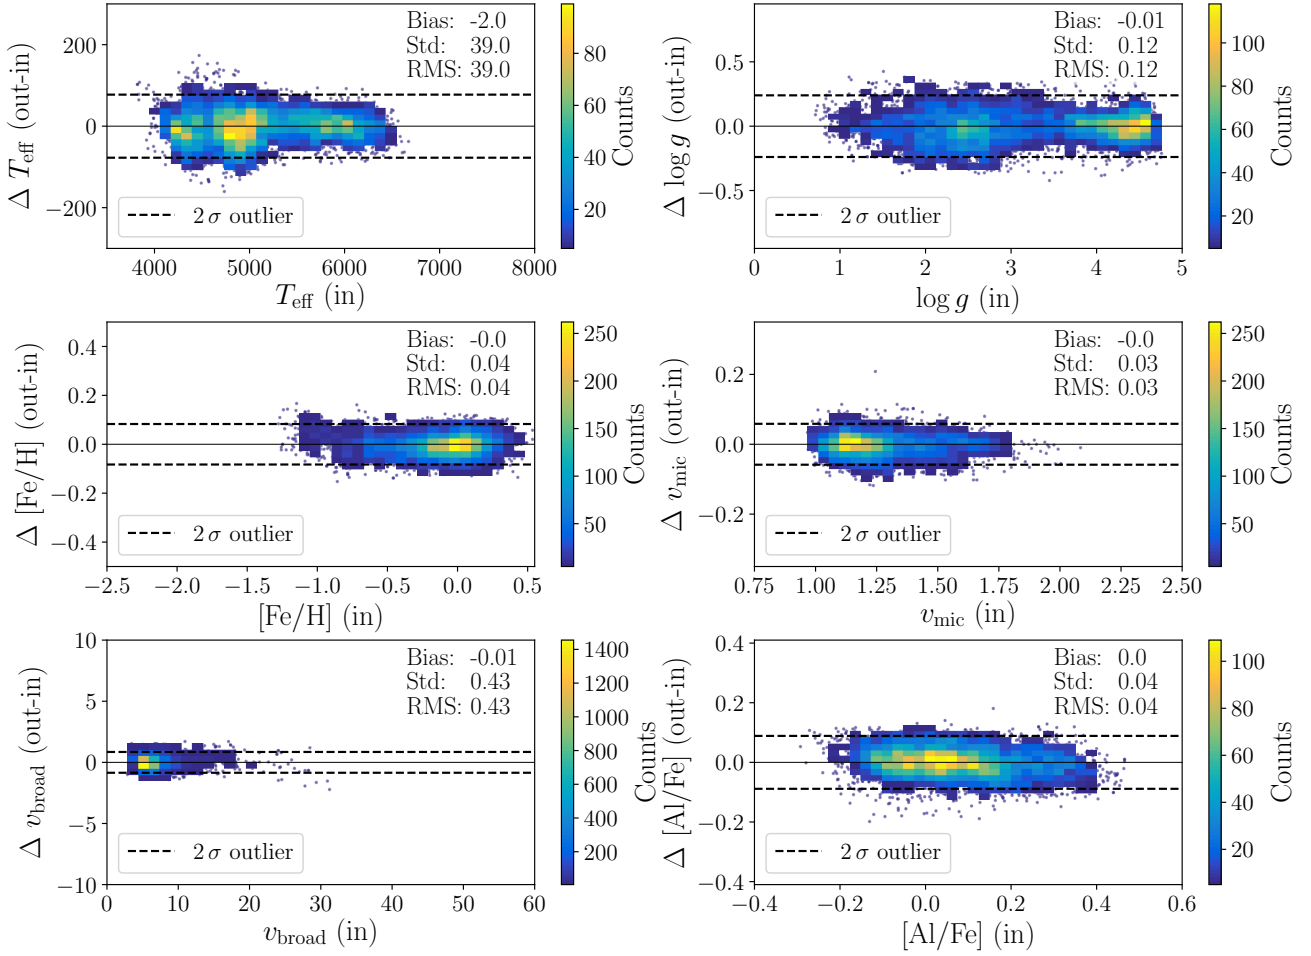 Bias: -2.0
Std: 39.0
RMS: 39.0
200
0
−200
Δ T_eff (out-in)
2 σ outlier
4000 5000 6000 7000 8000
T_eff (in)
80
60
40
20
Counts
Bias: -0.01
Std: 0.12
RMS: 0.12
0.5
0.0
−0.5
Δ log g (out-in)
2 σ outlier
0 1 2 3 4 5
log g (in)
100
80
60
40
20
Counts
Bias: -0.0
Std: 0.04
RMS: 0.04
0.4
0.2
0.0
−0.2
−0.4
Δ [Fe/H] (out-in)
2 σ outlier
−2.5 −2.0 −1.5 −1.0 −0.5 0.0 0.5
[Fe/H] (in)
250
200
150
100
50
Counts
Bias: -0.0
Std: 0.03
RMS: 0.03
0.2
0.0
−0.2
Δ v_mic (out-in)
2 σ outlier
0.75 1.00 1.25 1.50 1.75 2.00 2.25 2.50
v_mic (in)
250
200
150
100
50
Counts
Bias: -0.01
Std: 0.43
RMS: 0.43
10
5
0
−5
−10
Δ v_broad (out-in)
2 σ outlier
0 10 20 30 40 50 60
v_broad (in)
1400
1200
1000
800
600
400
200
Counts
Bias: 0.0
Std: 0.04
RMS: 0.04
0.4
0.2
0.0
−0.2
−0.4
Δ [Al/Fe] (out-in)
2 σ outlier
−0.4 −0.2 0.0 0.2 0.4 0.6
[Al/Fe] (in)
100
80
60
40
20
Counts